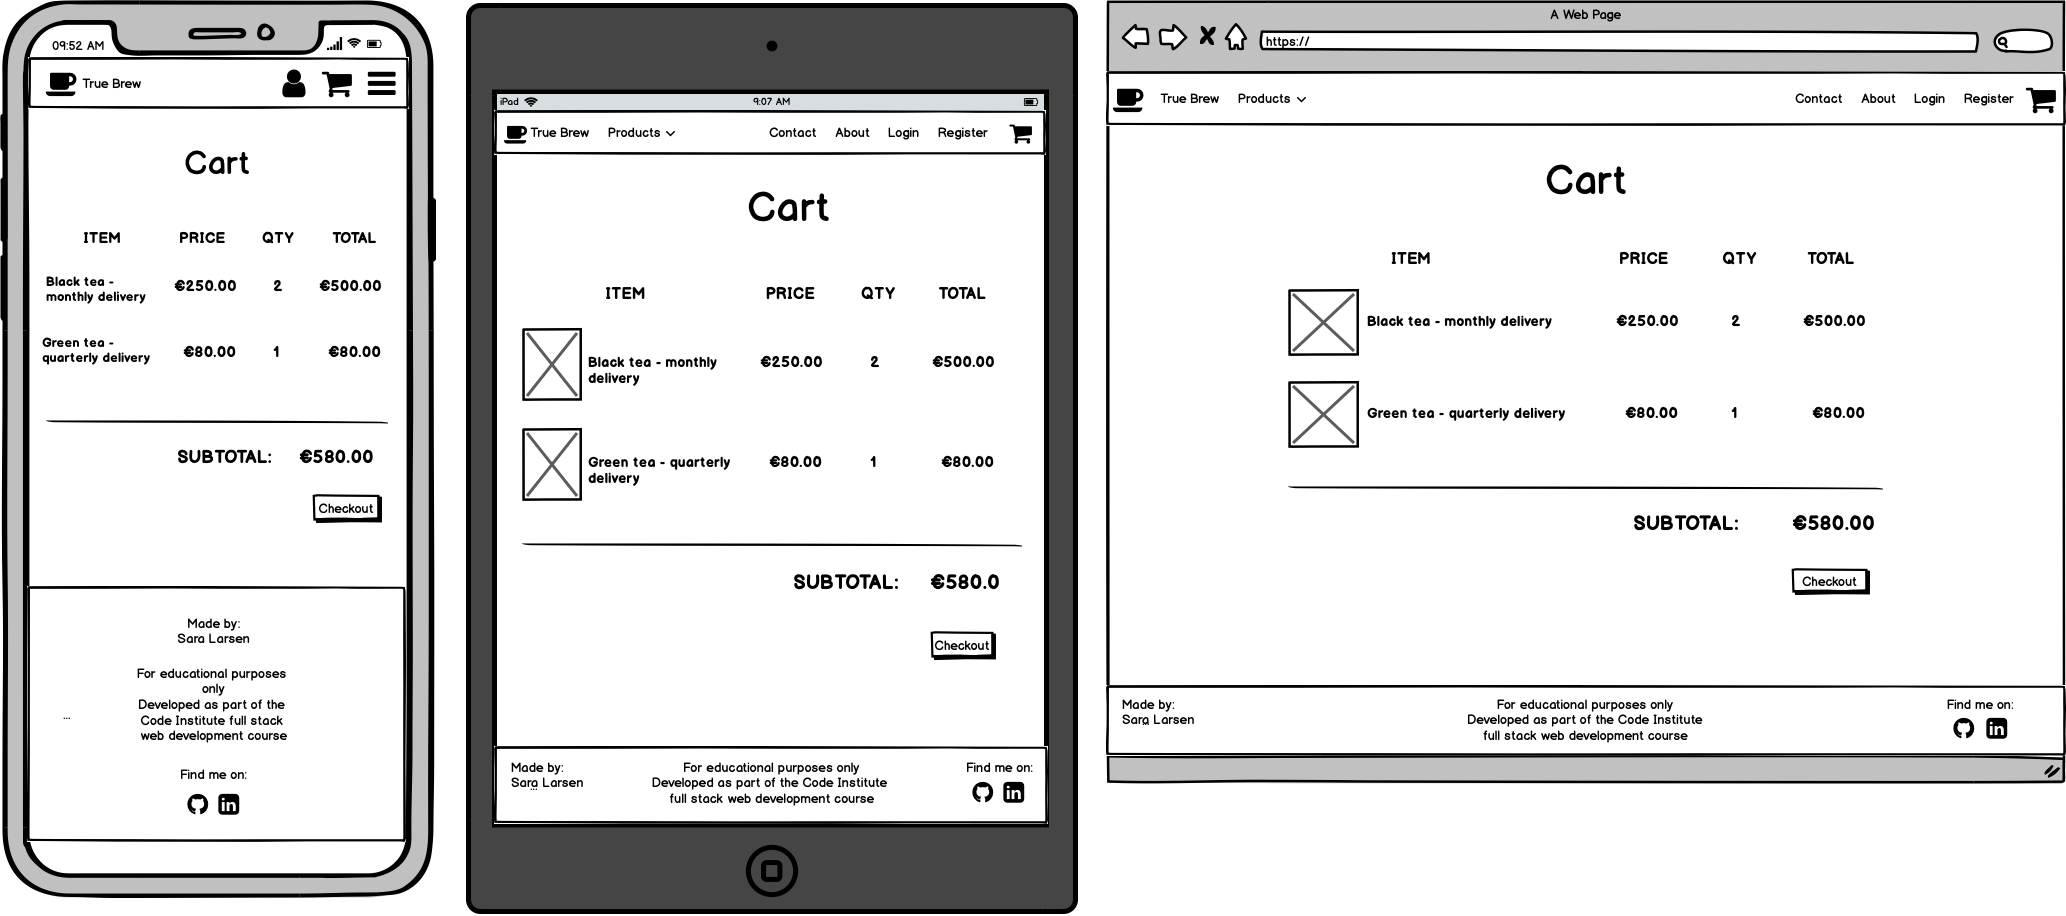 09:52 AM
True Brew
Cart
ITEM PRICE QTY TOTAL
Black tea -
monthly delivery €250.00 2 €500.00
Green tea -
quarterly delivery €80.00 1 €80.00
SUBTOTAL: €580.00
Checkout
Made by:
Sara Larsen
For educational purposes
only
Developed as part of the
Code Institute full stack
web development course
...
Find me on:
in
iPad 9:07 AM
True Brew Products Contact About Login Register
Cart
ITEM PRICE QTY TOTAL
Black tea - monthly
delivery €250.00 2 €500.00
Green tea - quarterly
delivery €80.00 1 €80.00
SUBTOTAL: €580.0
Checkout
Made by:
Sara Larsen
...
For educational purposes only
Developed as part of the Code Institute
full stack web development course
Find me on:
in
A Web Page
https://
True Brew Products Contact About Login Register
Cart
ITEM PRICE QTY TOTAL
Black tea - monthly delivery €250.00 2 €500.00
Green tea - quarterly delivery €80.00 1 €80.00
SUBTOTAL: €580.00
Checkout
Made by:
Sara Larsen
For educational purposes only
Developed as part of the Code Institute
full stack web development course
Find me on:
in